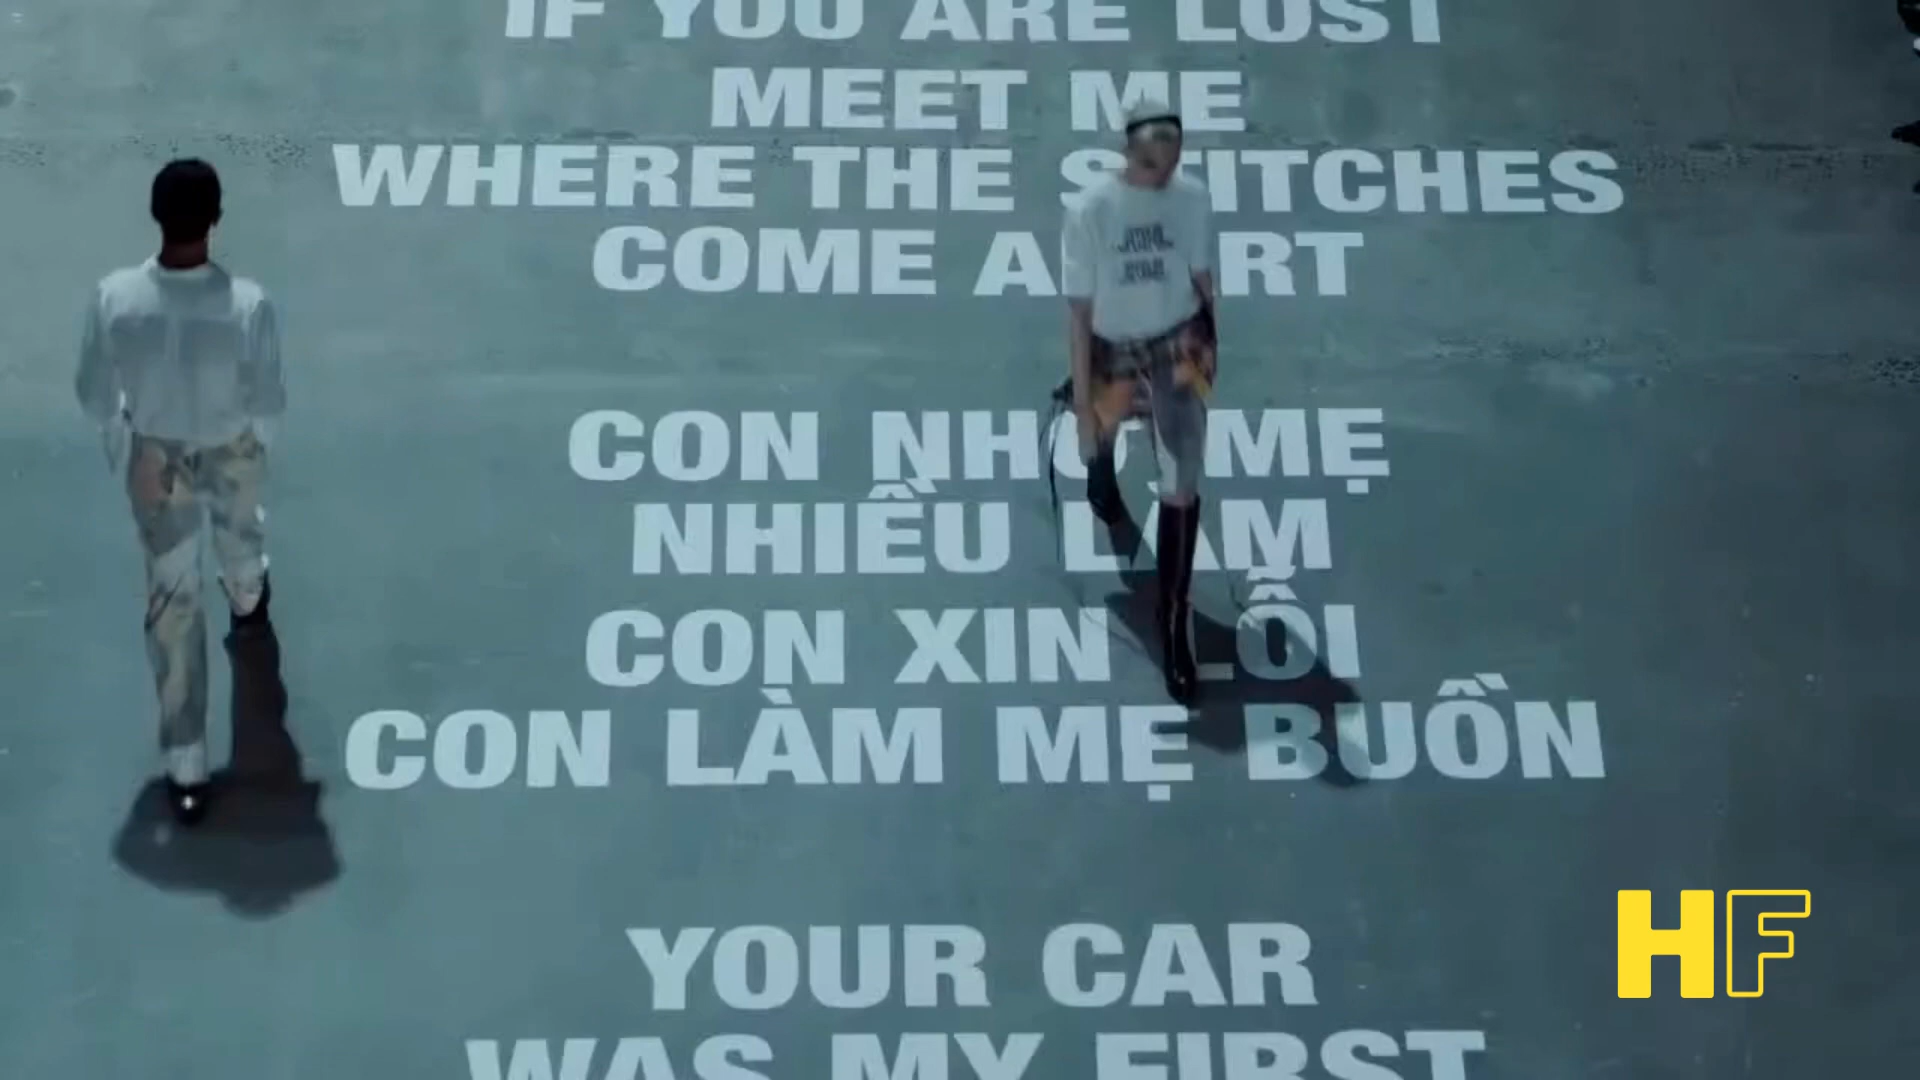 IF YOU ARE LOST
MEET ME
WHERE THE STITCHES
COME APART
CON NHỚ MẸ
NHIỀU LẮM
CON XIN LỖI
CON LÀM MẸ BUỒN
YOUR CAR
WAS MY FIRST
HF